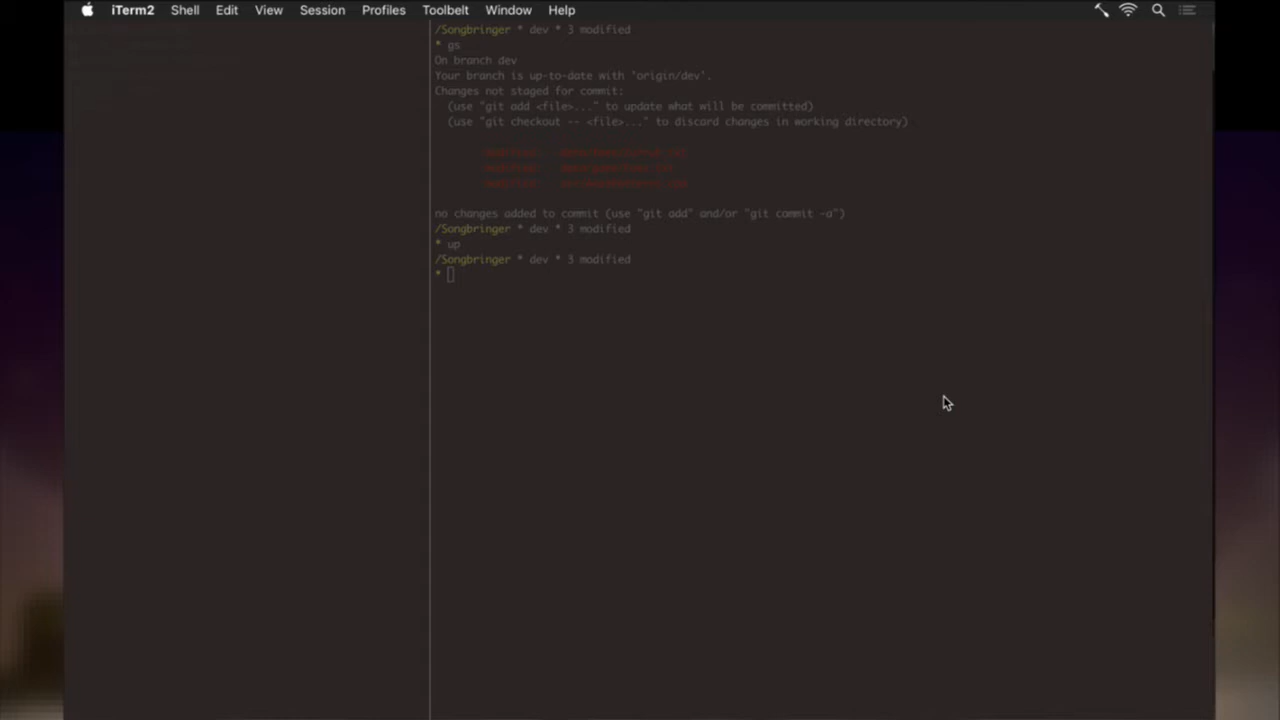 iTerm2 Shell Edit View Session Profiles Toolbelt Window Help
/Songbringer * dev * 3 modified
* gs
On branch dev
Your branch is up-to-date with 'origin/dev'.
Changes not staged for commit:
(use "git add <file>..." to update what will be committed)
(use "git checkout -- <file>..." to discard changes in working directory)
no changes added to commit (use "git add" and/or "git commit -a")
/Songbringer * dev * 3 modified
* up
/Songbringer * dev * 3 modified
*